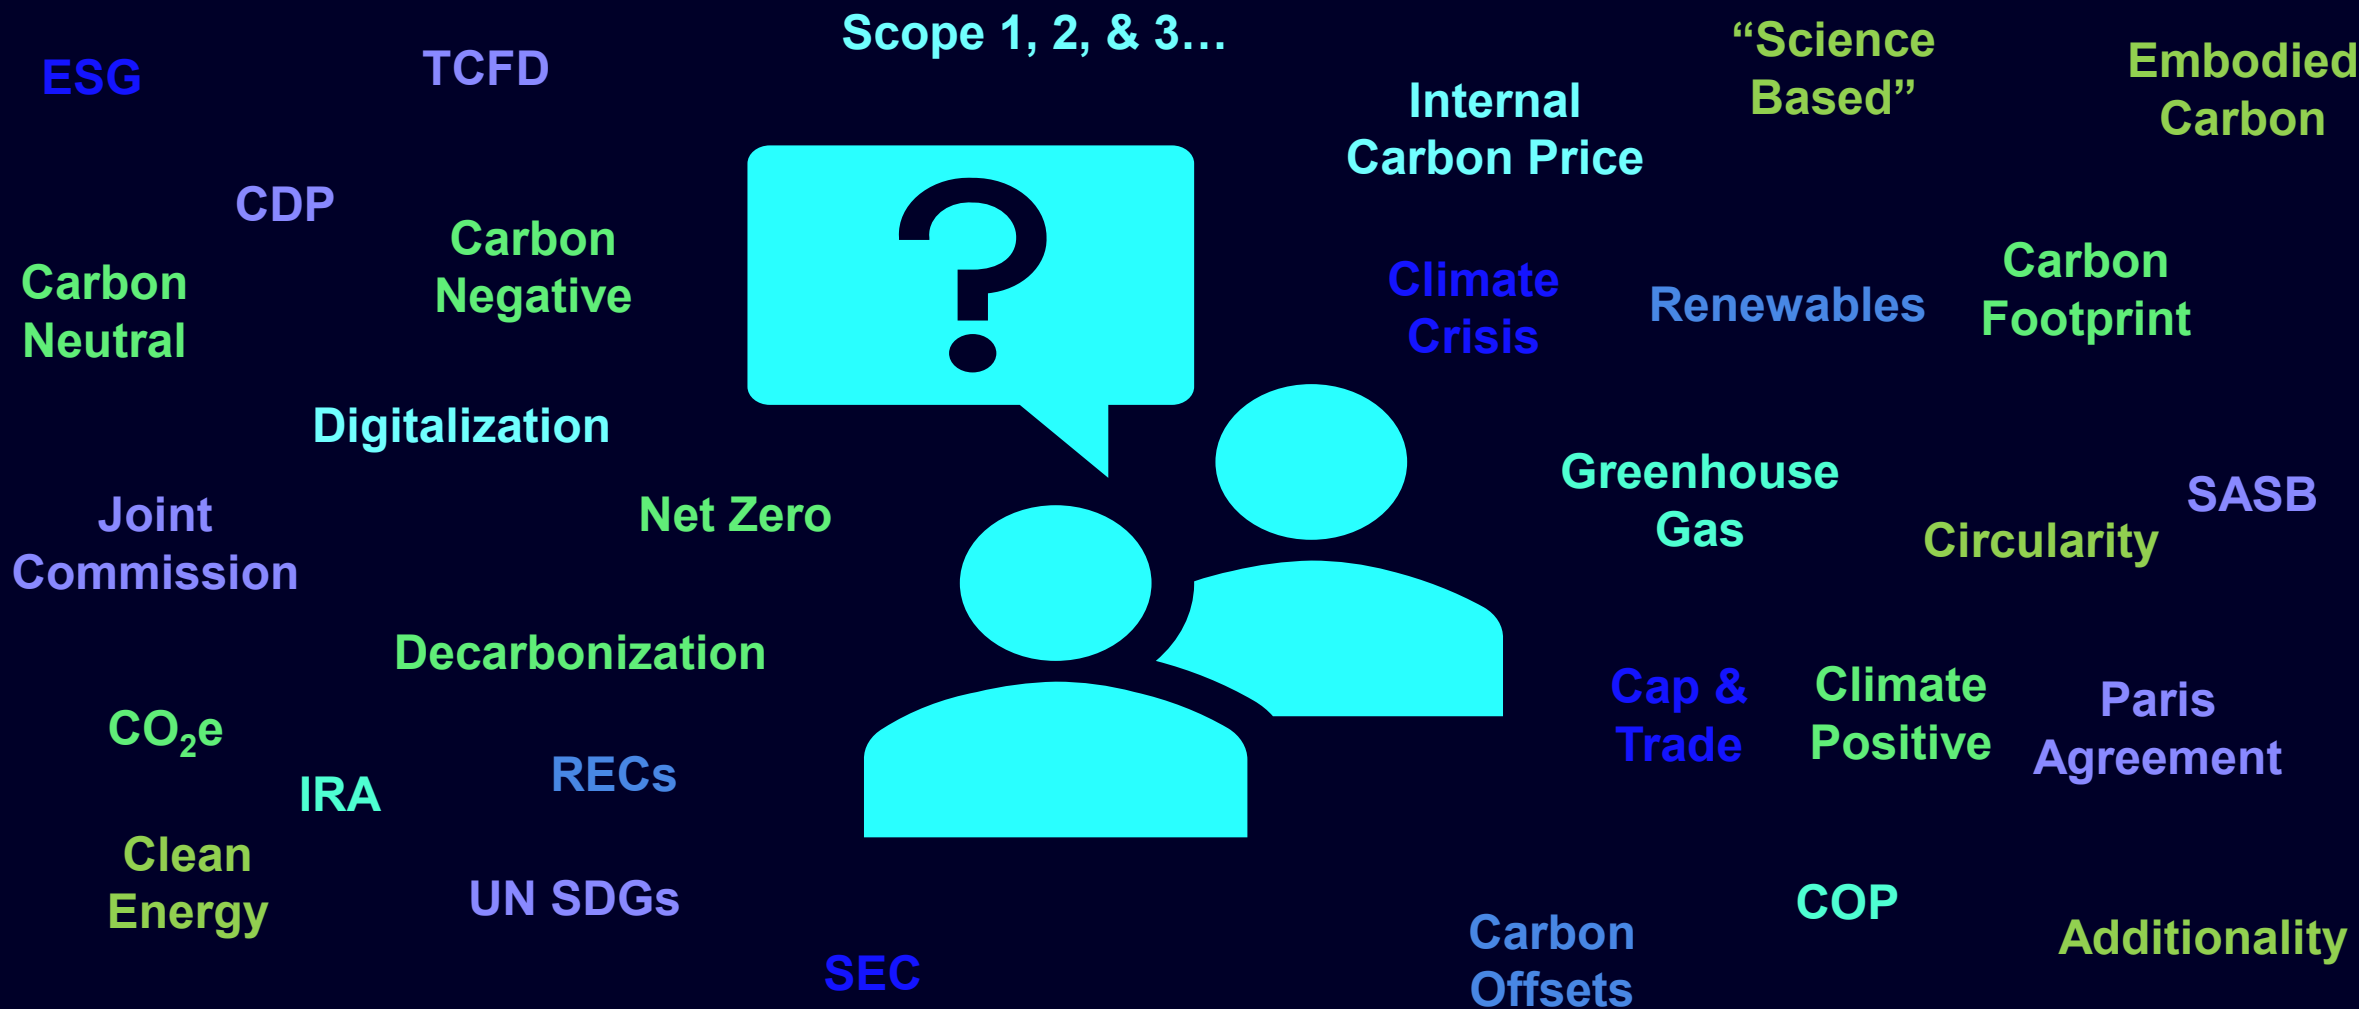 Scope 1, 2, & 3…
ESG
TCFD
“Science
Based”
Embodied
Carbon
Internal
Carbon Price
CDP
Carbon
Negative
Carbon
Neutral
Climate
Crisis
Renewables
Carbon
Footprint
?
Digitalization
Joint
Commission
Net Zero
Greenhouse
Gas
SASB
Circularity
Decarbonization
CO₂e
IRA
RECs
Cap &
Trade
Climate
Positive
Paris
Agreement
Clean
Energy
UN SDGs
SEC
Carbon
Offsets
COP
Additionality